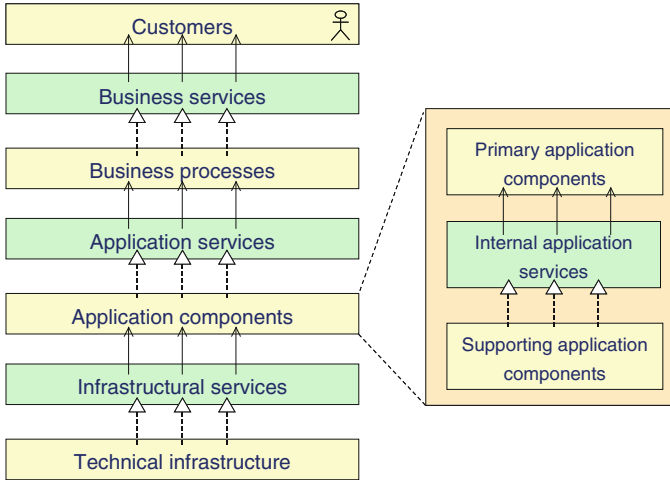 Customers
Business services
Business processes
Application services
Application components
Infrastructural services
Technical infrastructure
Primary application
components
Internal application
services
Supporting application
components